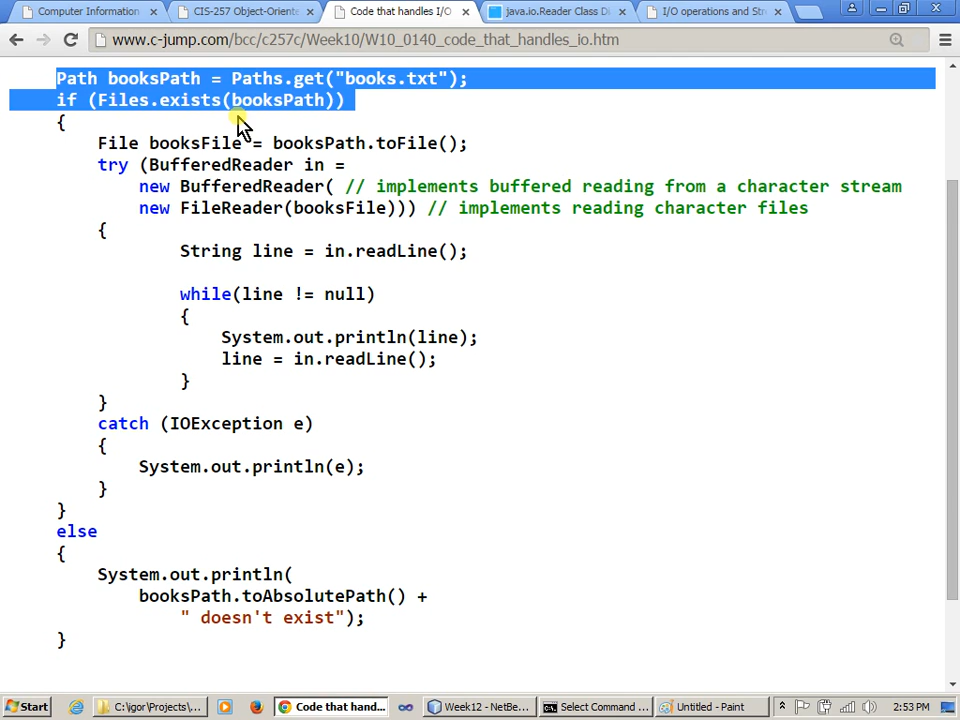 Computer Information
CIS-257 Object-Oriente
Code that handles I/O
java.io.Reader Class De
I/O operations and Stre
www.c-jump.com/bcc/c257c/Week10/W10_0140_code_that_handles_io.htm
Path booksPath = Paths.get("books.txt");
if (Files.exists(booksPath))
{
File booksFile = booksPath.toFile();
try (BufferedReader in =
new BufferedReader( // implements buffered reading from a character stream
new FileReader(booksFile))) // implements reading character files
{
String line = in.readLine();
while(line != null)
{
System.out.println(line);
line = in.readLine();
}
}
catch (IOException e)
{
System.out.println(e);
}
}
else
{
System.out.println(
booksPath.toAbsolutePath() +
" doesn't exist");
}
Start
C:\igor\Projects\...
Code that hand...
Week12 - NetBe...
Select Command ...
Untitled - Paint
2:53 PM